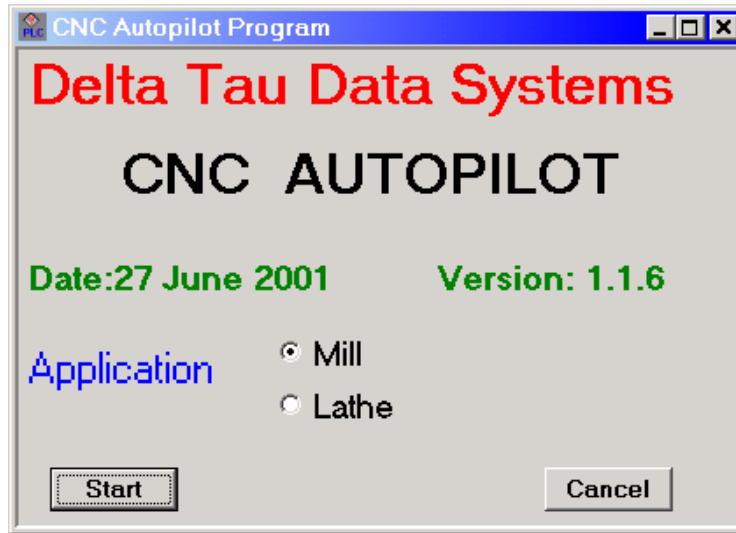 PLC CNC Autopilot Program
Delta Tau Data Systems
CNC AUTOPILOT
Date:27 June 2001 Version: 1.1.6
Application
Mill
Lathe
Start Cancel